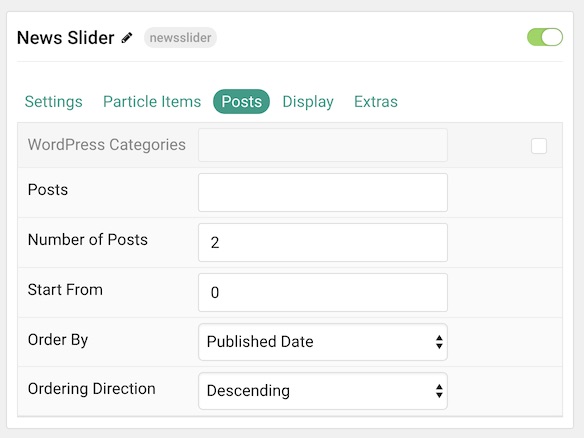 News Slider newsslider
Settings Particle Items Posts Display Extras
WordPress Categories
Posts
Number of Posts 2
Start From 0
Order By Published Date
Ordering Direction Descending